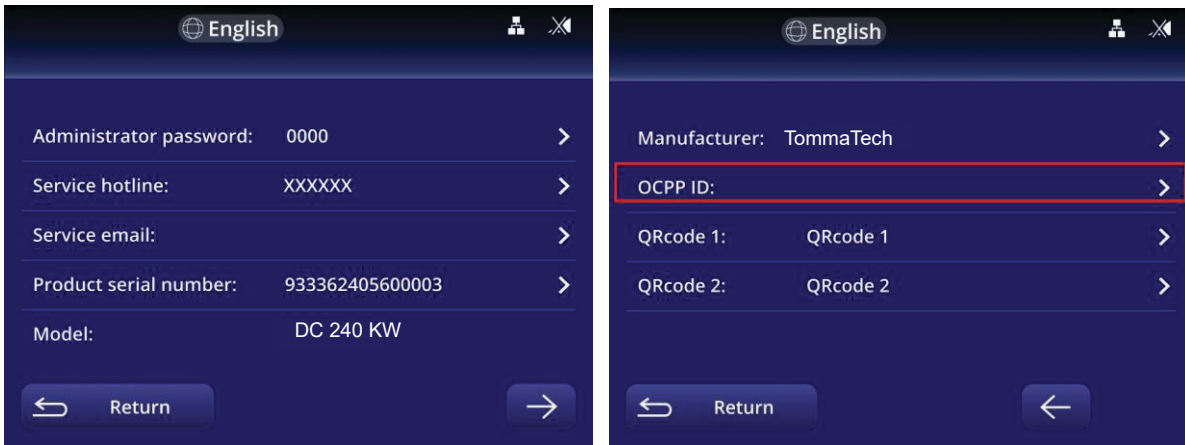 English
Administrator password: 0000
Service hotline: XXXXXX
Service email:
Product serial number: 933362405600003
Model: DC 240 KW
Return
English
Manufacturer: TommaTech
OCPP ID:
QRcode 1: QRcode 1
QRcode 2: QRcode 2
Return